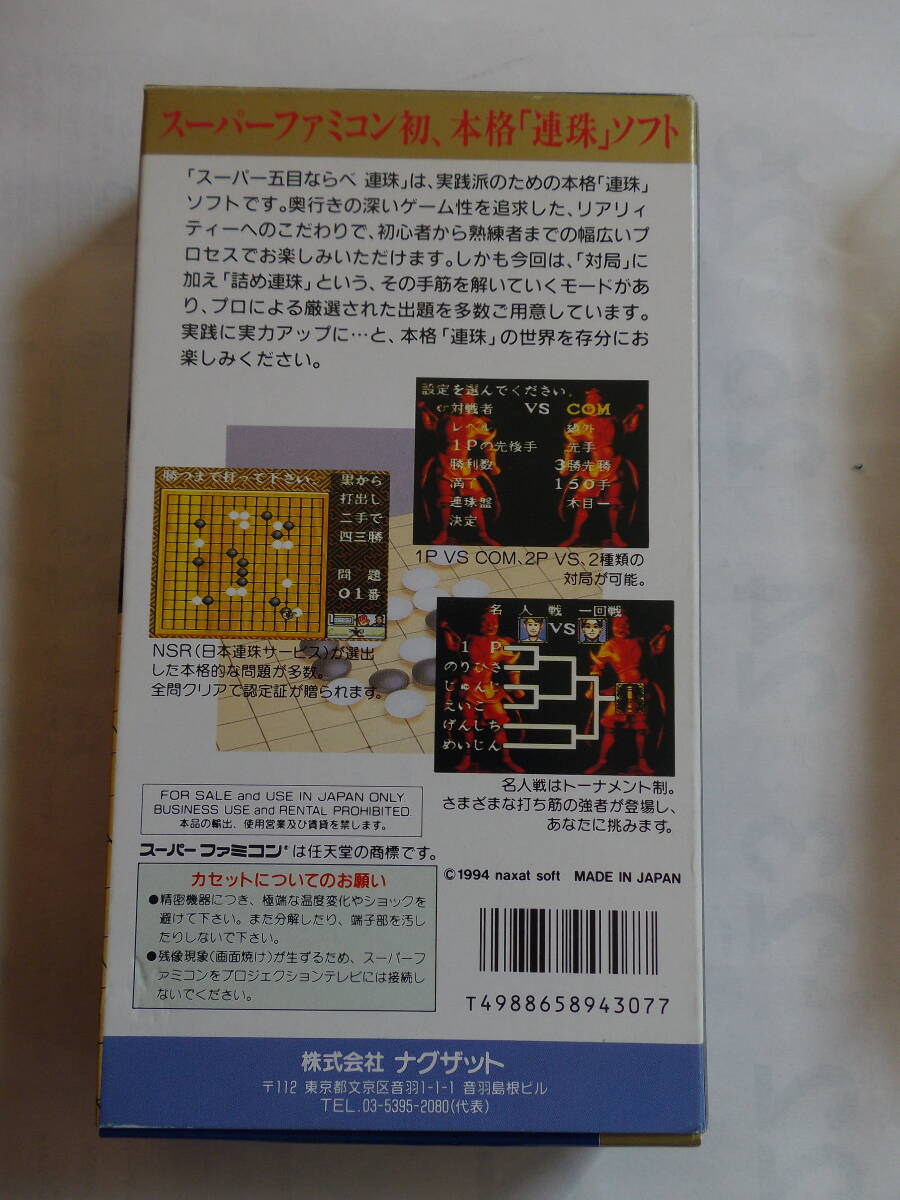 スーパーファミコン初、本格「連珠」ソフト
「スーパー五目ならべ 連珠」は、実践派のための本格「連珠」
ソフトです。奥行きの深いゲーム性を追求した、リアリィ
ティーへのこだわりで、初心者から熟練者までの幅広いプ
ロセスでお楽しみいただけます。しかも今回は、「対局」に
加え「詰め連珠」という、その手筋を解いていくモードがあ
り、プロによる厳選された出題を多数ご用意しています。
実践に実力アップに…と、本格「連珠」の世界を存分にお
楽しみください。
設定を選んでください。
対戦者 VS COM
レベル
1Pの先後手 先手
勝利数 3勝先勝
満了 150手
連珠盤 木目一
決定
1P VS COM、2P VS、2種類の
対局が可能。
勝つまで打って下さい。
黒から
打出し
二手で
四三勝
問題
01番
NSR(日本連珠サービス)が選出
した本格的な問題が多数。
全問クリアで認定証が贈られます。
名人戦 一回戦
VS
1P
のりひさ
じゅんじ
えいこ
げんしち
めいじん
名人戦はトーナメント制。
さまざまな打ち筋の強者が登場し、
あなたに挑みます。
FOR SALE and USE IN JAPAN ONLY.
BUSINESS USE and RENTAL PROHIBITED.
本品の輸出、使用営業及び賃貸を禁じます。
スーパーファミコン®は任天堂の商標です。
カセットについてのお願い
●精密機器につき、極端な温度変化やショックを
避けて下さい。また分解したり、端子部を汚し
たりしないで下さい。
●残像現象(画面焼け)が生ずるため、スーパーフ
ァミコンをプロジェクションテレビには接続し
ないでください。
©1994 naxat soft MADE IN JAPAN
T4988658943077
株式会社 ナグザット
〒112 東京都文京区音羽1-1-1 音羽島根ビル
TEL.03-5395-2080(代表)